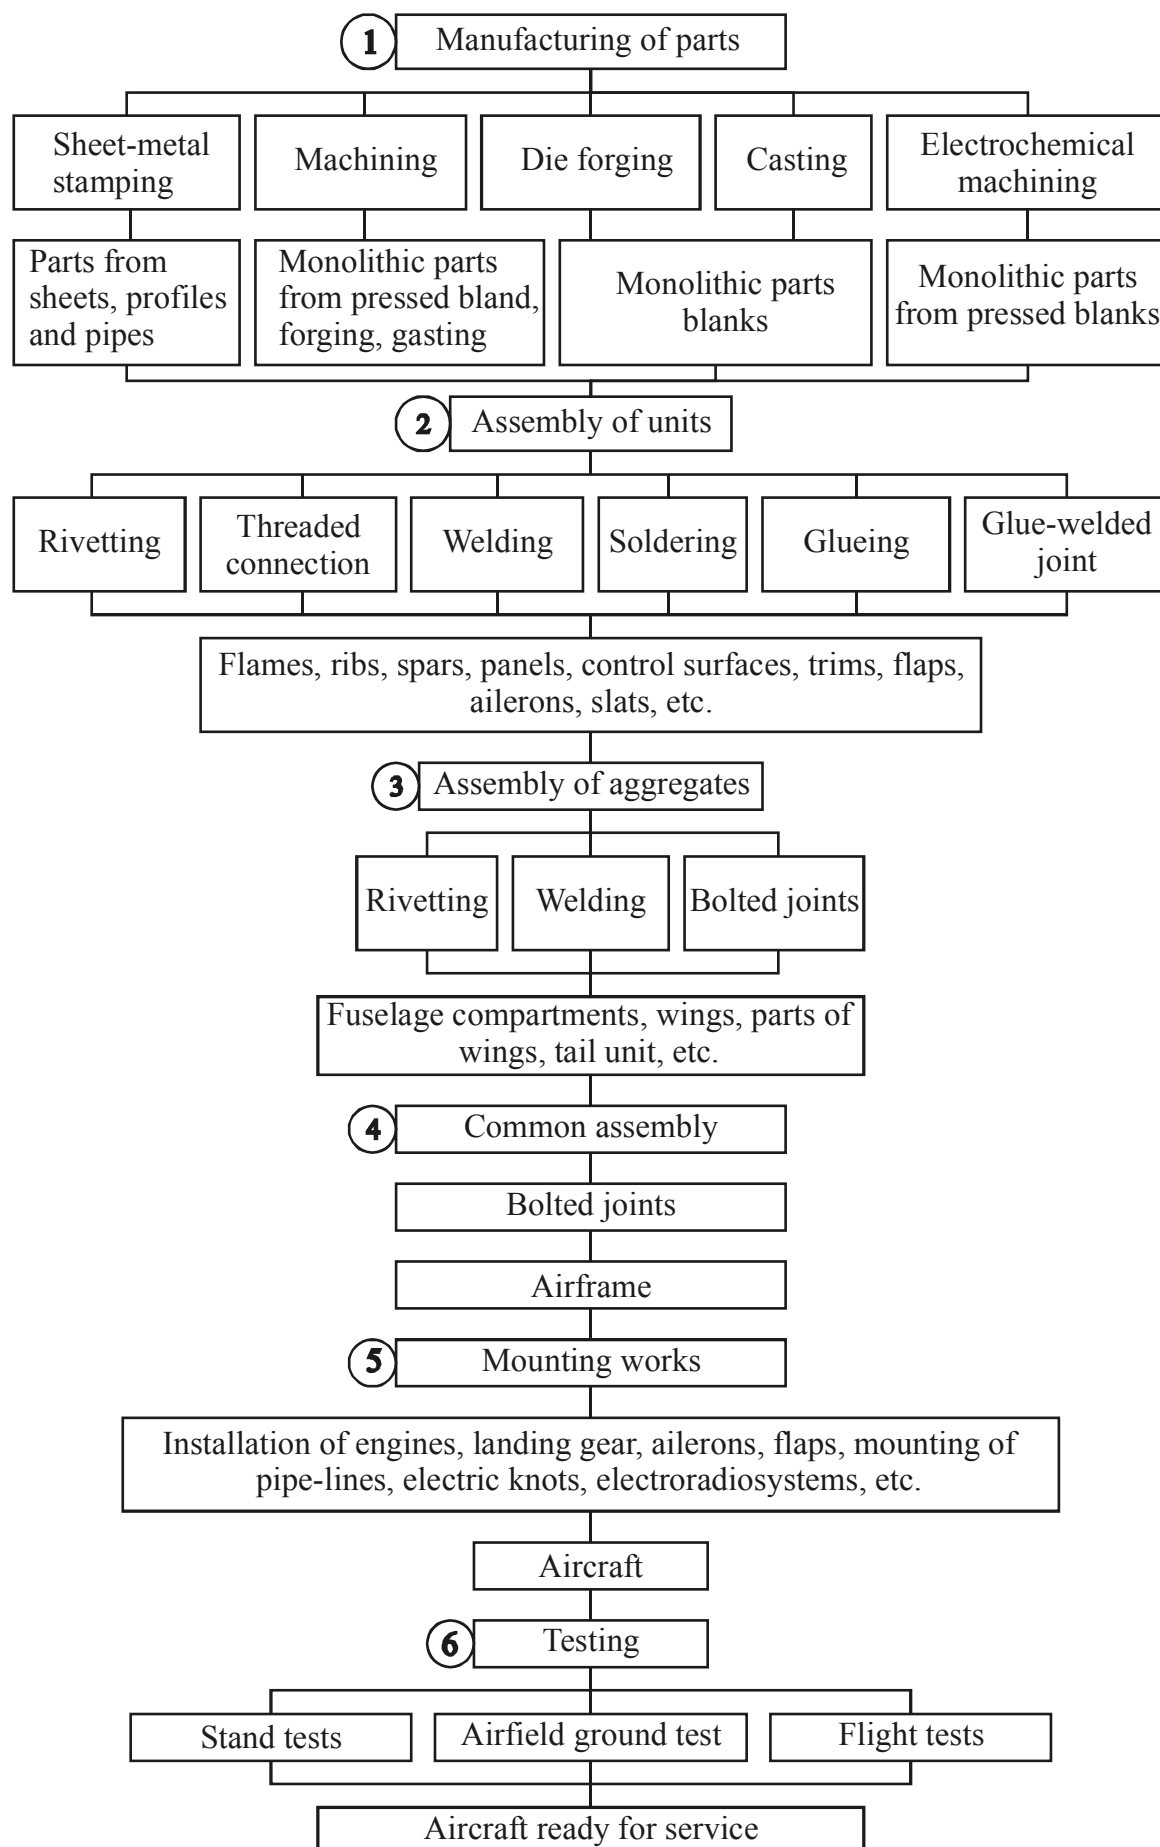 1
Manufacturing of parts
Sheet-metal
stamping
Machining
Die forging
Casting
Electrochemical
machining
Parts from
sheets, profiles
and pipes
Monolithic parts
from pressed bland,
forging, gasting
Monolithic parts
blanks
Monolithic parts
from pressed blanks
2
Assembly of units
Rivetting
Threaded
connection
Welding
Soldering
Glueing
Glue-welded
joint
Flames, ribs, spars, panels, control surfaces, trims, flaps,
ailerons, slats, etc.
3
Assembly of aggregates
Rivetting
Welding
Bolted joints
Fuselage compartments, wings, parts of
wings, tail unit, etc.
4
Common assembly
Bolted joints
Airframe
5
Mounting works
Installation of engines, landing gear, ailerons, flaps, mounting of
pipe-lines, electric knots, electroradiosystems, etc.
Aircraft
6
Testing
Stand tests
Airfield ground test
Flight tests
Aircraft ready for service